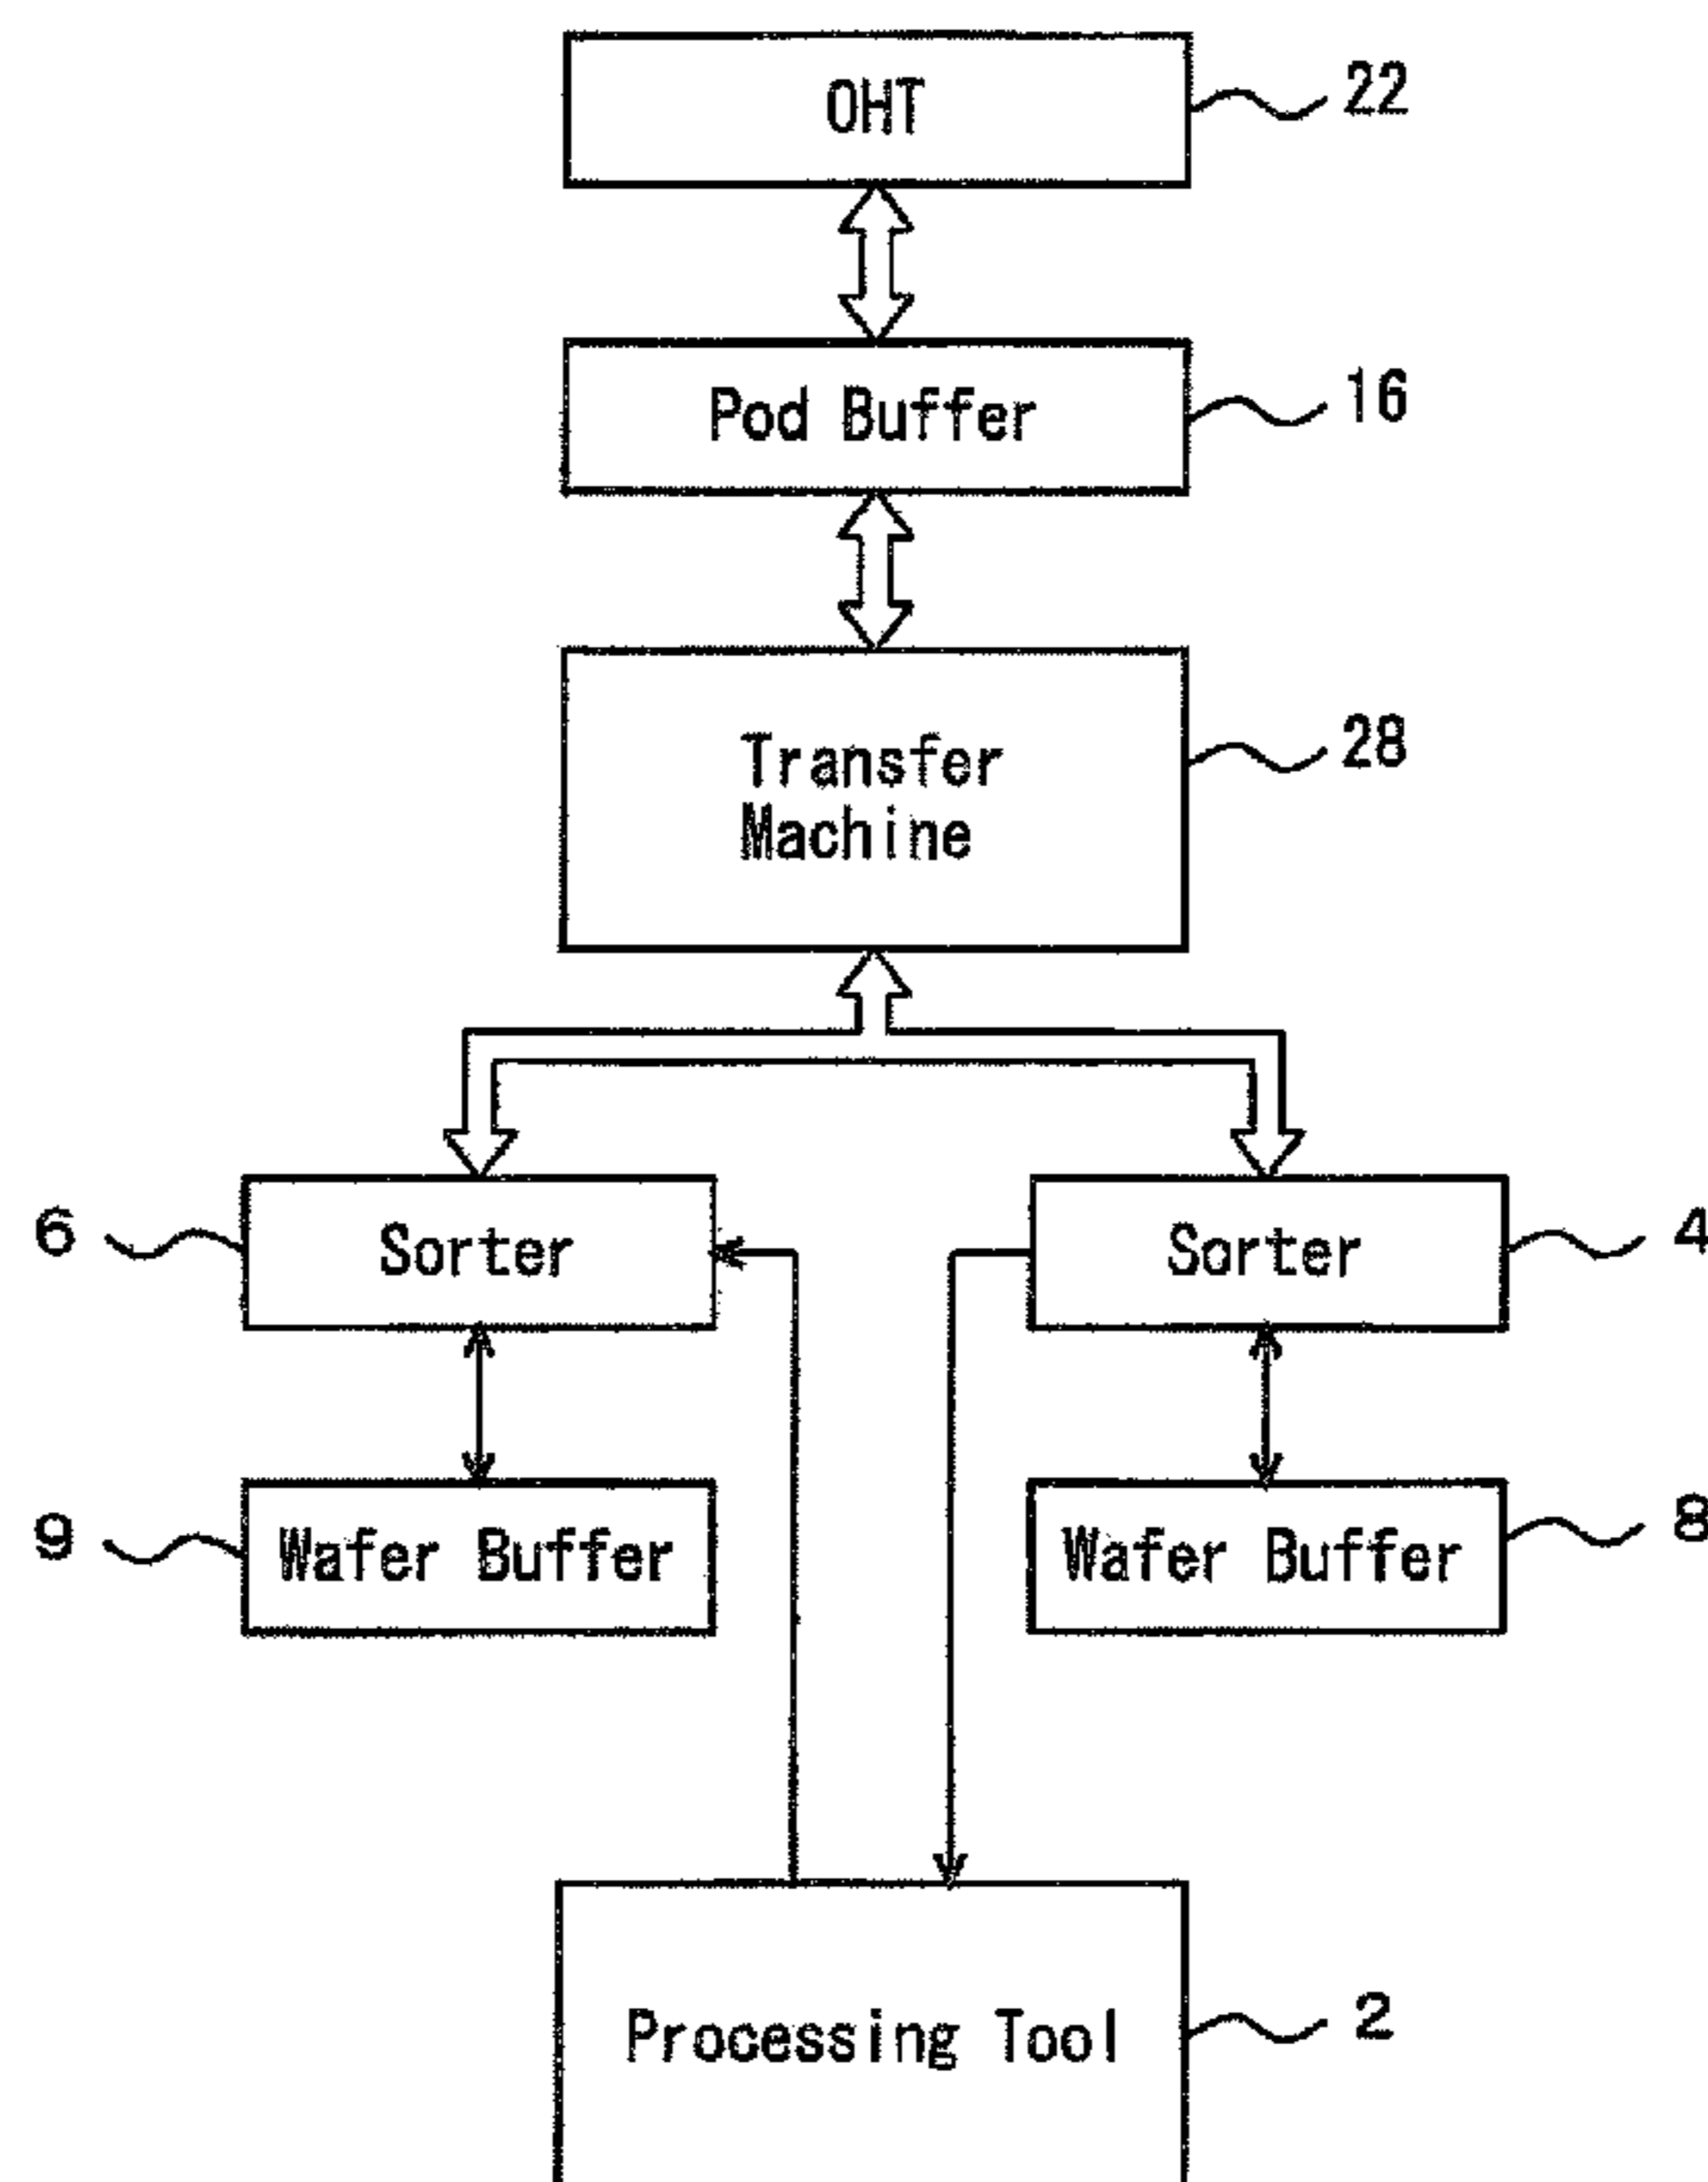 OHT
22
Pod Buffer
16
Transfer
Machine
28
6
Sorter
Sorter
4
9
Wafer Buffer
Wafer Buffer
8
Processing Tool
2